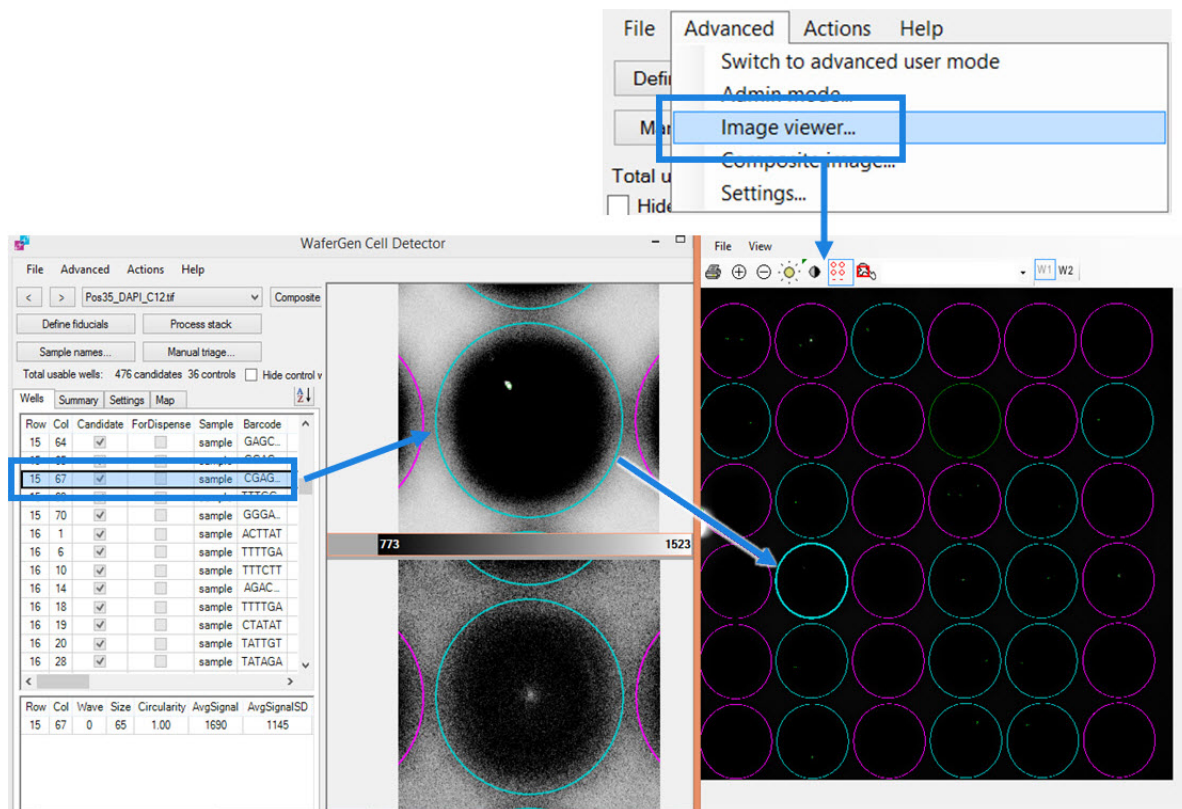 File Advanced Actions Help
Switch to advanced user mode
Admin mode...
Image viewer...
Composite image...
Settings...
Total u
WaferGen Cell Detector
File Advanced Actions Help
< > Pos35_DAPI_C12.tif Composite
Define fiducials Process stack
Sample names... Manual triage...
Total usable wells: 476 candidates 36 controls Hide control
Wells Summary Settings Map
Row Col Candidate ForDispense Sample Barcode
15 64 sample GAGC...
15 67 sample CGAG...
15 70 sample GGGA...
16 1 sample ACTTAT
16 6 sample TTTTGA
16 10 sample TTTCTT
16 14 sample AGAC...
16 18 sample TTTTGA
16 19 sample CTATAT
16 20 sample TATTGT
16 28 sample TATAGA
Row Col Wave Size Circularity AvgSignal AvgSignalSD
15 67 0 65 1.00 1690 1145
773 1523
File View
W1 W2